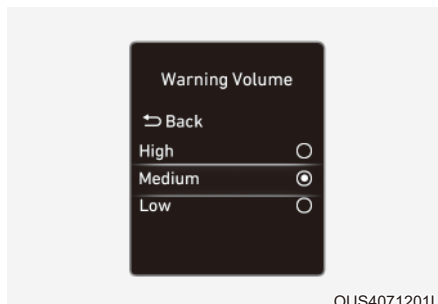 Warning Volume
Back
High
Medium
Low
OUS4071201L